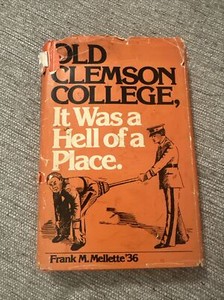 OLD
CLEMSON
COLLEGE,
It Was a
Hell of a
Place.
Frank M. Mellette '36